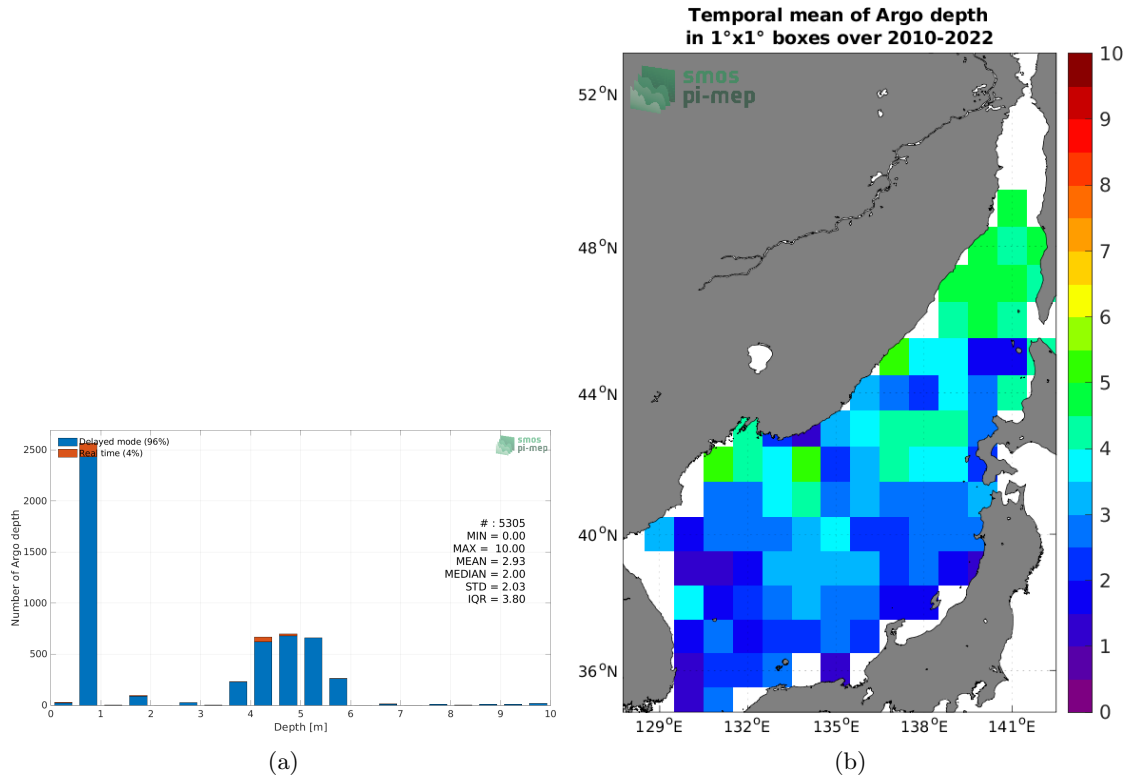 Temporal mean of Argo depth
in 1°x1° boxes over 2010-2022
smos
pi-mep
52°N
48°N
44°N
40°N
36°N
129°E
132°E
135°E
138°E
141°E
10
9
8
7
6
5
4
3
2
1
0
Delayed mode (96%)
Real time (4%)
smos
pi-mep
2500
2000
1500
1000
500
0
Number of Argo depth
# : 5305
MIN = 0.00
MAX = 10.00
MEAN = 2.93
MEDIAN = 2.00
STD = 2.03
IQR = 3.80
0 1 2 3 4 5 6 7 8 9 10
Depth [m]
(a)
(b)